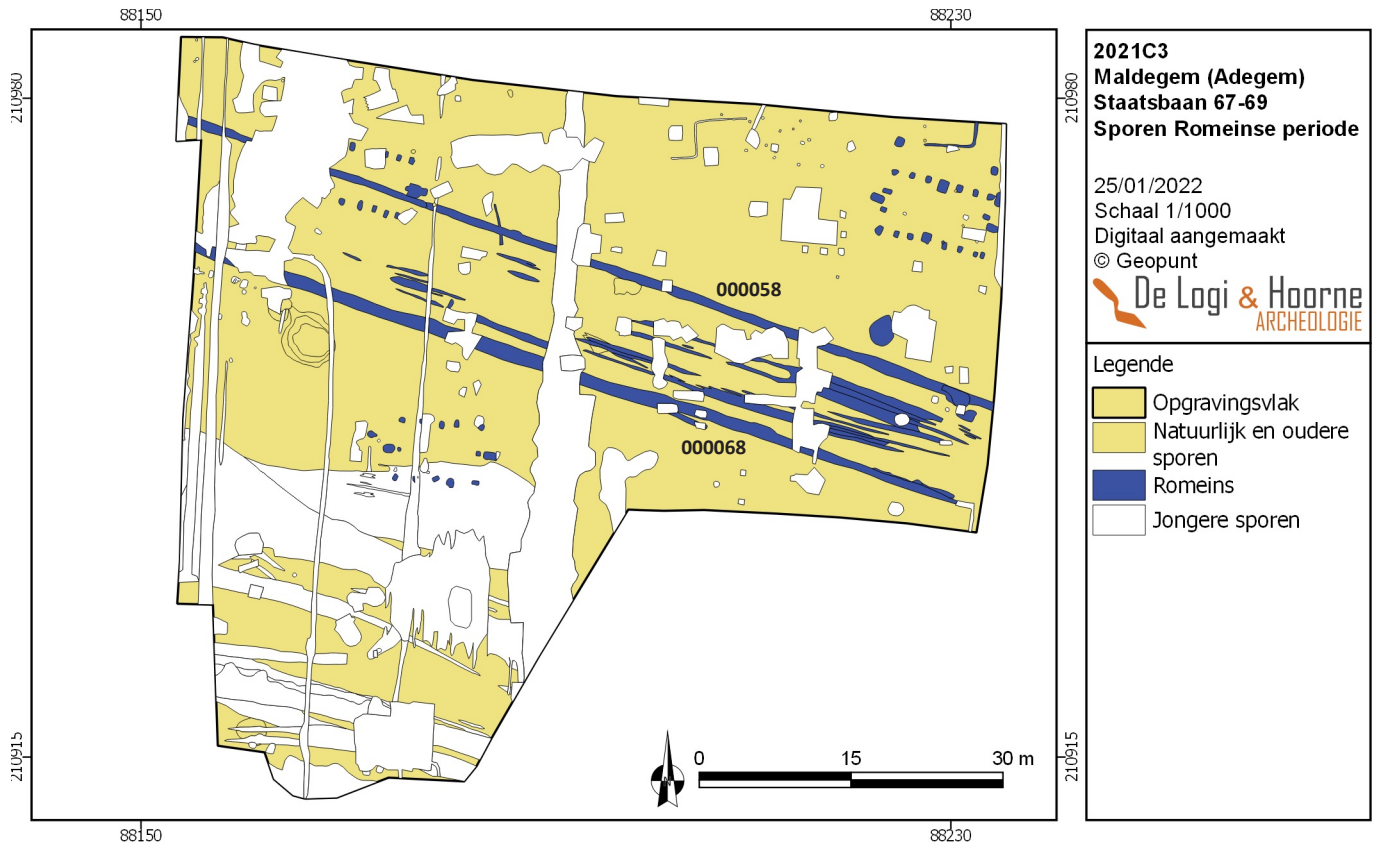 88150
88230
210980
210980
000058
000068
0 15 30 m
N
210915
210915
88150
88230
2021C3
Maldegem (Adegem)
Staatsbaan 67-69
Sporen Romeinse periode
25/01/2022
Schaal 1/1000
Digitaal aangemaakt
© Geopunt
De Logi & Hoorne
ARCHEOLOGIE
Legende
Opgravingsvlak
Natuurlijk en oudere
sporen
Romeins
Jongere sporen